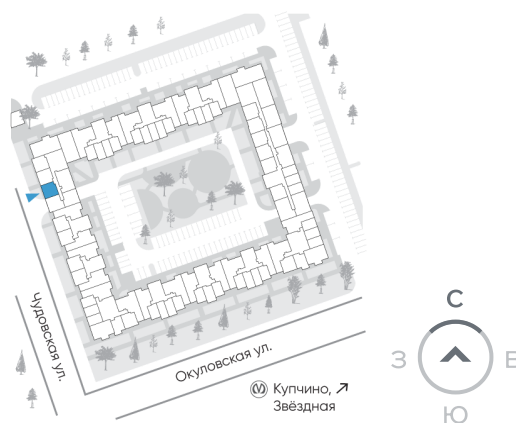 Чудовская ул.
Окуловская ул.
Купчино,
Звёздная
С
З
В
Ю